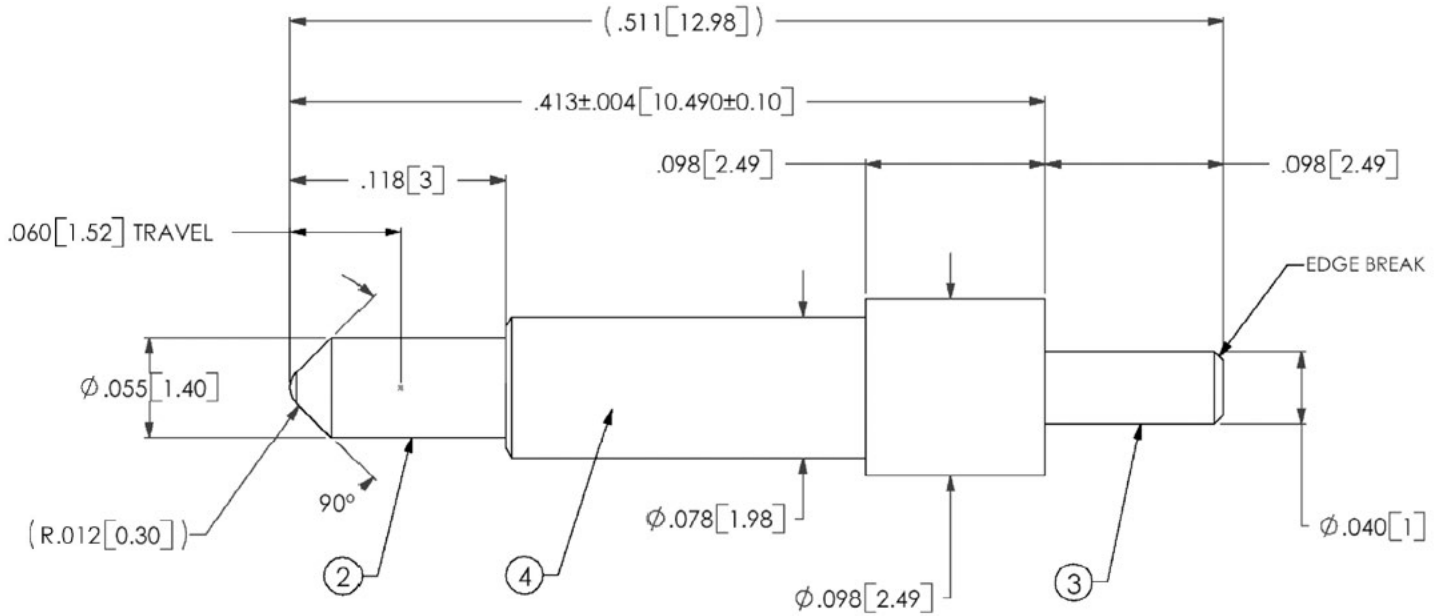 (.511[12.98])
.413±.004[10.490±0.10]
.098[2.49]
.098[2.49]
.118[3]
.060[1.52] TRAVEL
EDGE BREAK
Ø.055[1.40]
90°
(R.012[0.30])
Ø.078[1.98]
Ø.040[1]
2
4
3
Ø.098[2.49]